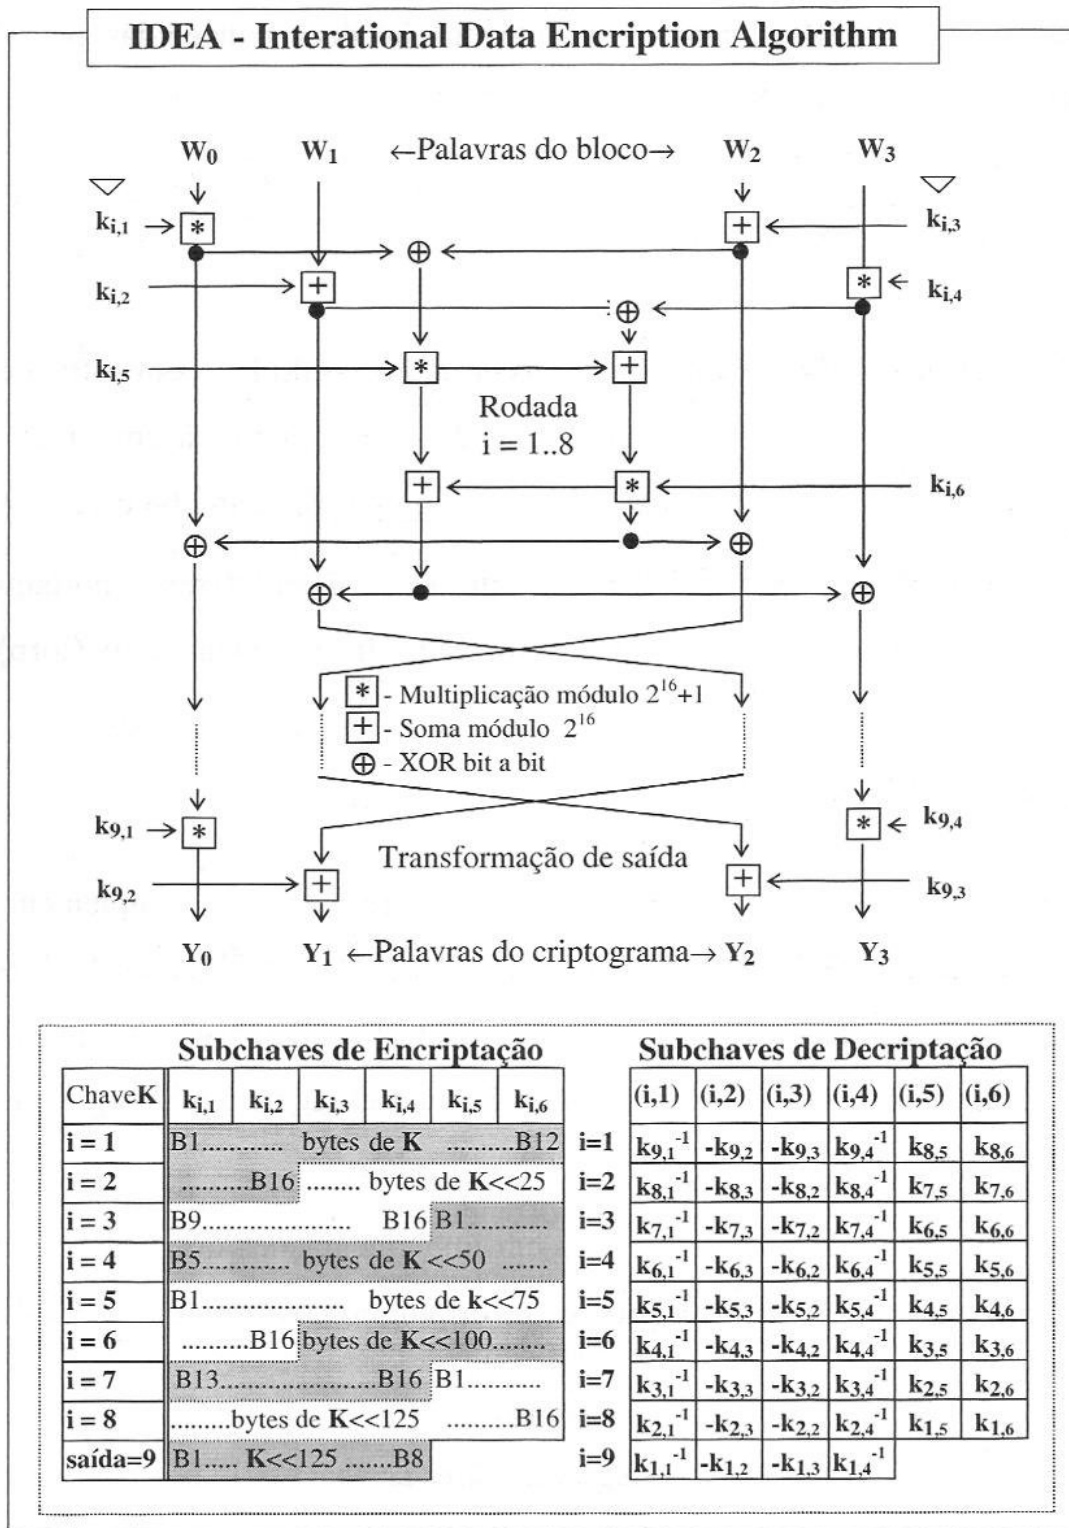 IDEA - Interational Data Encription Algorithm
W0 W1 ←Palavras do bloco→ W2 W3
ki,1 * + ki,3
ki,2 + * ki,4
ki,5 * +
Rodada
i = 1..8
+ * ki,6
* - Multiplicação módulo 2^16+1
+ - Soma módulo 2^16
⊕ - XOR bit a bit
k9,1 * * k9,4
Transformação de saída
k9,2 + + k9,3
Y0 Y1 ←Palavras do criptograma→ Y2 Y3
Subchaves de Encriptação
ChaveK ki,1 ki,2 ki,3 ki,4 ki,5 ki,6
i = 1 B1............ bytes de K ..........B12
i = 2 ..........B16 ........ bytes de K<<25
i = 3 B9...................... B16 B1............
i = 4 B5............ bytes de K <<50 .......
i = 5 B1..................... bytes de k<<75
i = 6 ..........B16 bytes de K<<100........
i = 7 B13........................B16 B1...........
i = 8 .........bytes de K<<125 ..........B16
saída=9 B1..... K<<125 .......B8
Subchaves de Decriptação
(i,1) (i,2) (i,3) (i,4) (i,5) (i,6)
i=1 k9,1^-1 -k9,2 -k9,3 k9,4^-1 k8,5 k8,6
i=2 k8,1^-1 -k8,3 -k8,2 k8,4^-1 k7,5 k7,6
i=3 k7,1^-1 -k7,3 -k7,2 k7,4^-1 k6,5 k6,6
i=4 k6,1^-1 -k6,3 -k6,2 k6,4^-1 k5,5 k5,6
i=5 k5,1^-1 -k5,3 -k5,2 k5,4^-1 k4,5 k4,6
i=6 k4,1^-1 -k4,3 -k4,2 k4,4^-1 k3,5 k3,6
i=7 k3,1^-1 -k3,3 -k3,2 k3,4^-1 k2,5 k2,6
i=8 k2,1^-1 -k2,3 -k2,2 k2,4^-1 k1,5 k1,6
i=9 k1,1^-1 -k1,2 -k1,3 k1,4^-1